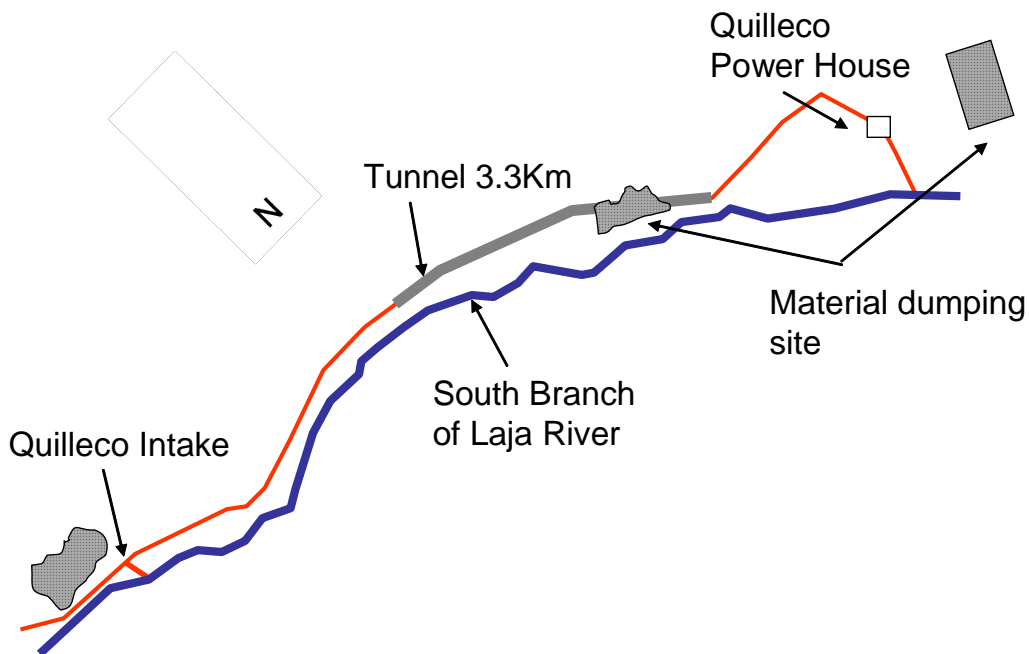 Quilleco
Power House
N
Tunnel 3.3Km
Material dumping
site
South Branch
of Laja River
Quilleco Intake